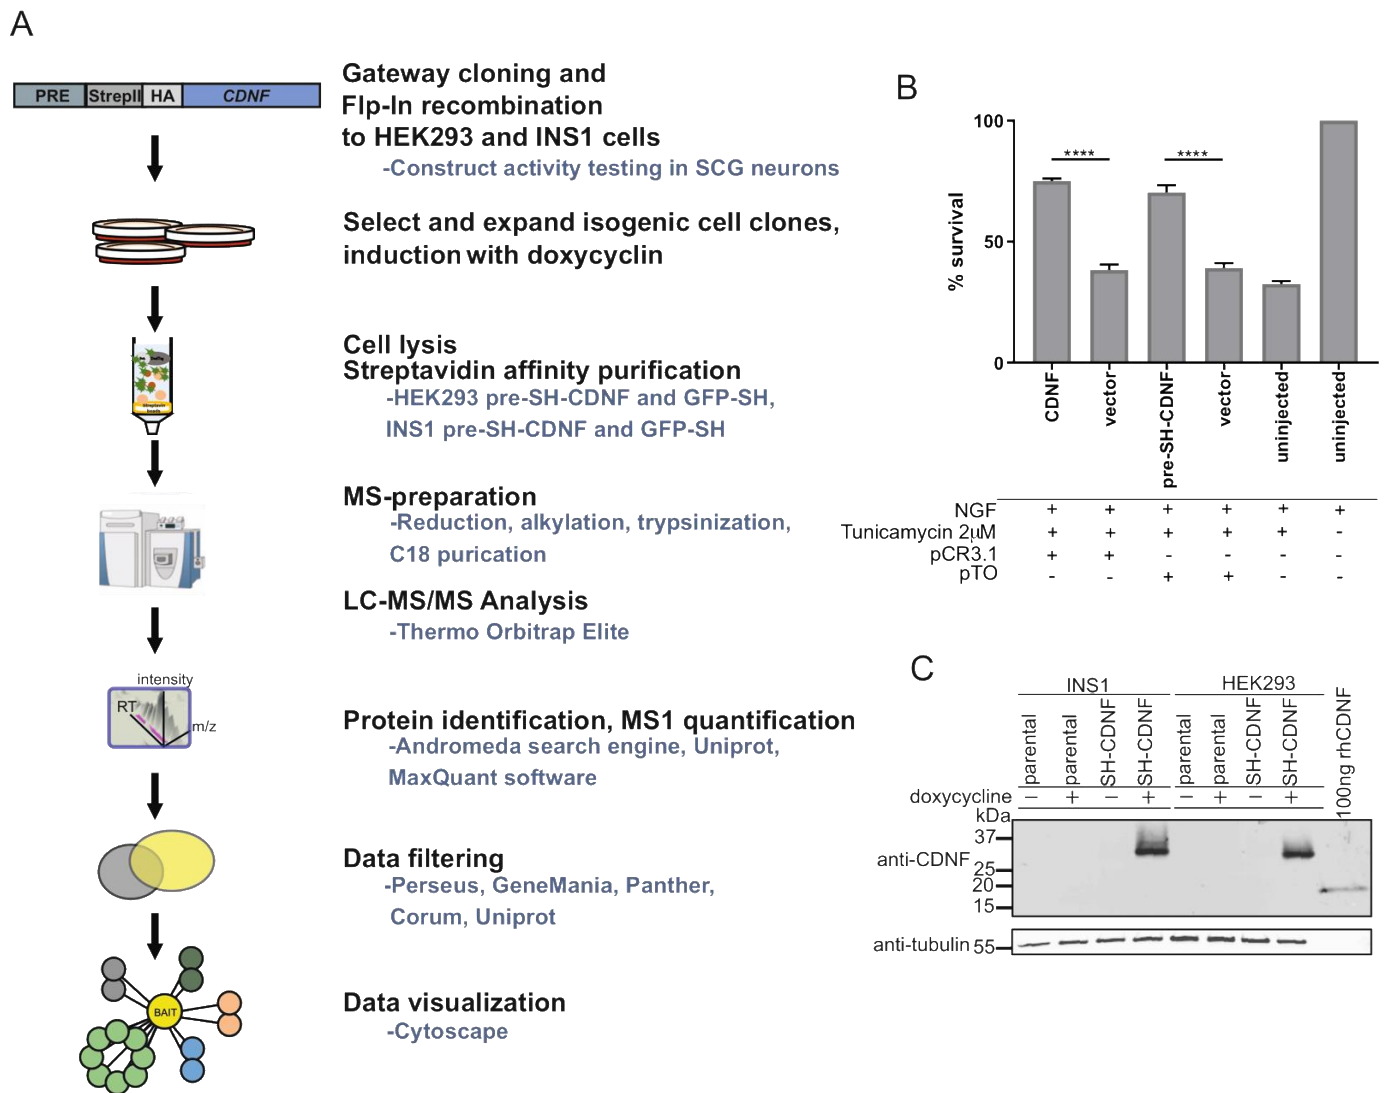 A
PRE StrepII HA CDNF
Gateway cloning and
Flp-In recombination
to HEK293 and INS1 cells
-Construct activity testing in SCG neurons
Select and expand isogenic cell clones,
induction with doxycyclin
Cell lysis
Streptavidin affinity purification
-HEK293 pre-SH-CDNF and GFP-SH,
INS1 pre-SH-CDNF and GFP-SH
MS-preparation
-Reduction, alkylation, trypsinization,
C18 purication
LC-MS/MS Analysis
-Thermo Orbitrap Elite
intensity
RT
m/z
Protein identification, MS1 quantification
-Andromeda search engine, Uniprot,
MaxQuant software
Data filtering
-Perseus, GeneMania, Panther,
Corum, Uniprot
BAIT
Data visualization
-Cytoscape
B
% survival
100
50
0
**** ****
CDNF
vector
pre-SH-CDNF
vector
uninjected
uninjected
NGF + + + + + +
Tunicamycin 2µM + + + + + -
pCR3.1 + + - - - -
pTO - - + + - -
C
INS1 HEK293
parental
parental
SH-CDNF
SH-CDNF
parental
parental
SH-CDNF
SH-CDNF
100ng rhCDNF
doxycycline − + − + − + − +
kDa
37
anti-CDNF
25
20
15
anti-tubulin 55